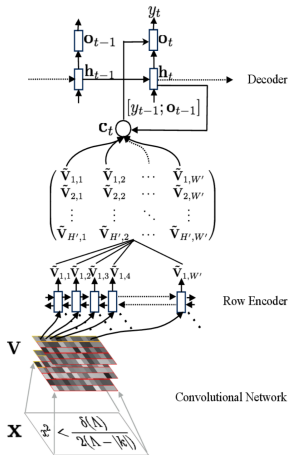 y_t
o_{t−1} o_t
h_{t−1} h_t Decoder
[y_{t−1}; o_{t−1}]
c_t
Ṽ_{1,1} Ṽ_{1,2} ⋯ Ṽ_{1,W′}
Ṽ_{2,1} Ṽ_{2,2} ⋯ Ṽ_{2,W′}
⋮ ⋮ ⋱ ⋮
Ṽ_{H′,1} Ṽ_{H′,2} ⋯ Ṽ_{H′,W′}
Ṽ_{1,1} Ṽ_{1,2} Ṽ_{1,3} Ṽ_{1,4} Ṽ_{1,W′}
Row Encoder
V
Convolutional Network
X < δ(Λ) / 2(Λ − |k|)